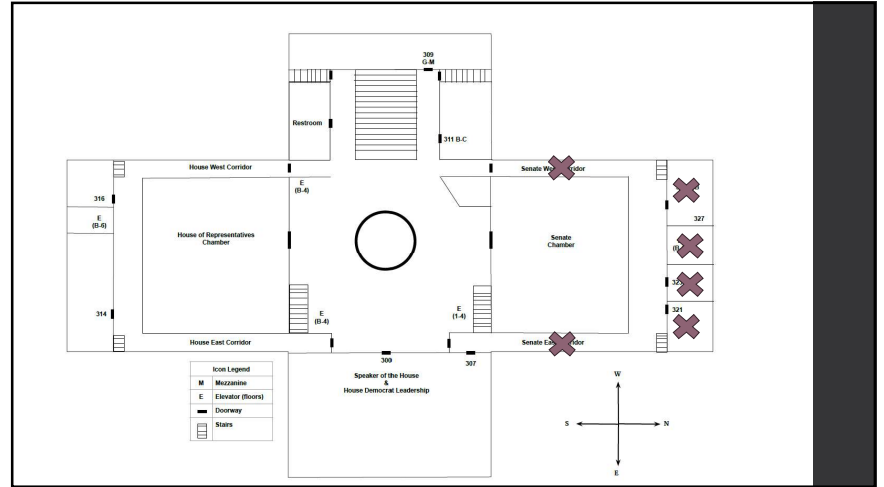 309
G-M
Restroom
311 B-C
House West Corridor
Senate
E
(B-4)
316
E
(B-6)
327
House of Representatives
Chamber
Senate
Chamber
314
E
(B-4)
E
(1-4)
321
House East Corridor
Senate
300
307
Speaker of the House
&
House Democrat Leadership
Icon Legend
M Mezzanine
E Elevator (floors)
Doorway
Stairs
W
S N
E